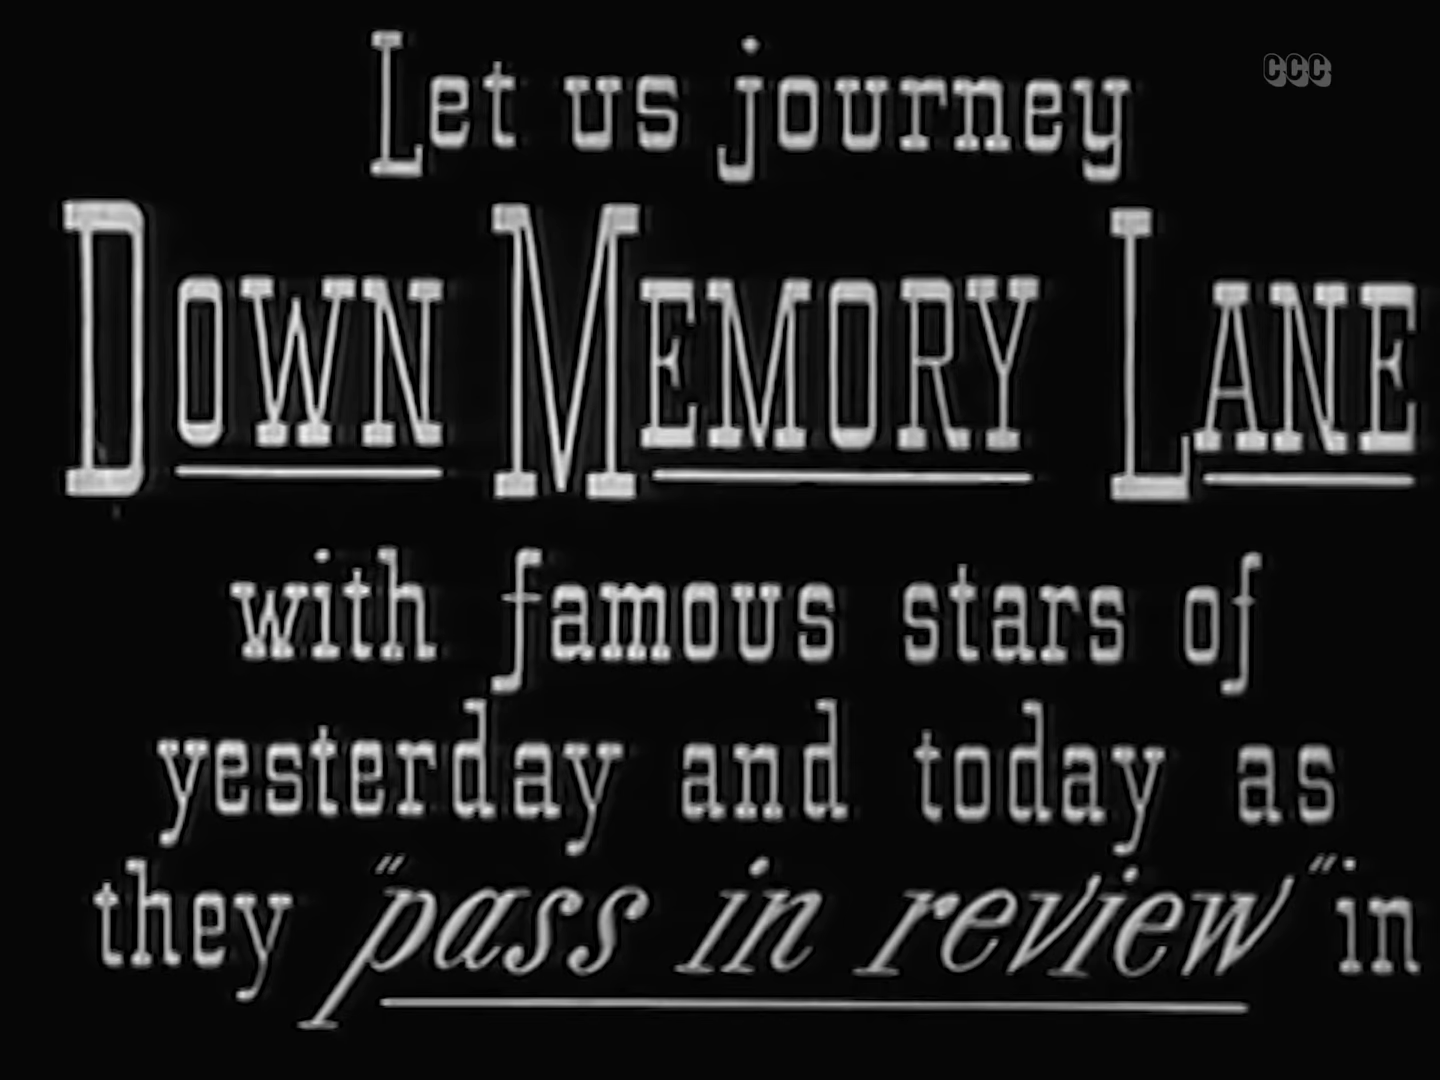 Let us journey
CCC
DOWN MEMORY LANE
with famous stars of
yesterday and today as
they "pass in review" in